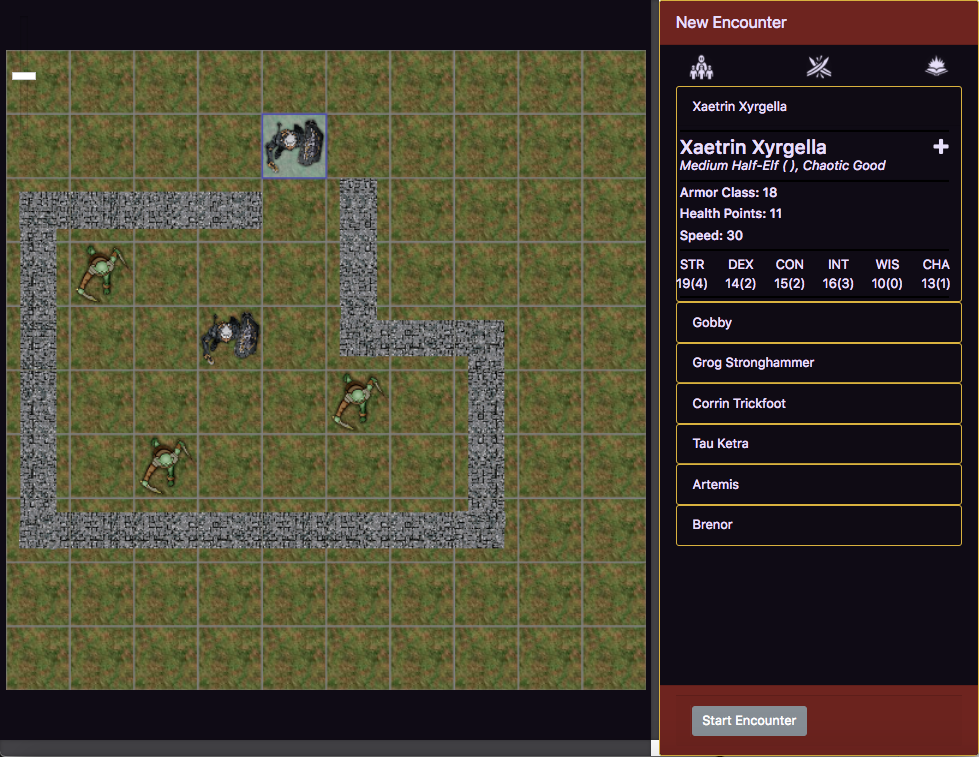 New Encounter
Xaetrin Xyrgella
Xaetrin Xyrgella
Medium Half-Elf ( ), Chaotic Good
Armor Class: 18
Health Points: 11
Speed: 30
STR DEX CON INT WIS CHA
19(4) 14(2) 15(2) 16(3) 10(0) 13(1)
Gobby
Grog Stronghammer
Corrin Trickfoot
Tau Ketra
Artemis
Brenor
Start Encounter